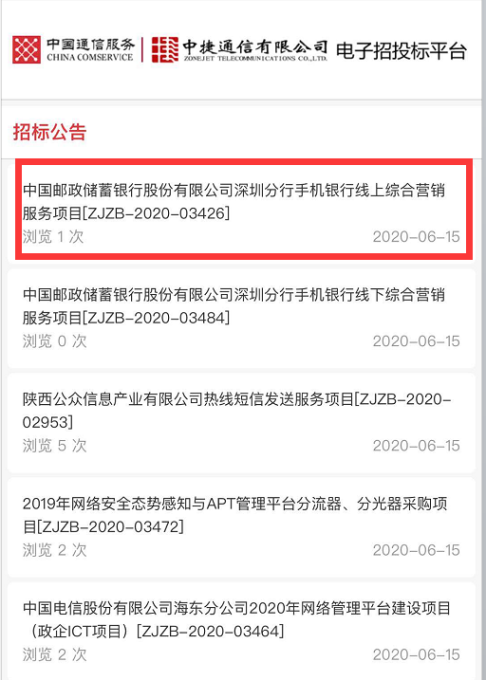 中国通信服务
CHINA COMSERVICE
中捷通信有限公司
ZONEJET TELECOMMUNICATIONS CO.,LTD.
电子招投标平台
招标公告
中国邮政储蓄银行股份有限公司深圳分行手机银行线上综合营销
服务项目[ZJZB-2020-03426]
浏览 1 次 2020-06-15
中国邮政储蓄银行股份有限公司深圳分行手机银行线下综合营销
服务项目[ZJZB-2020-03484]
浏览 0 次 2020-06-15
陕西公众信息产业有限公司热线短信发送服务项目[ZJZB-2020-
02953]
浏览 5 次 2020-06-15
2019年网络安全态势感知与APT管理平台分流器、分光器采购项
目[ZJZB-2020-03472]
浏览 2 次 2020-06-15
中国电信股份有限公司海东分公司2020年网络管理平台建设项目
（政企ICT项目）[ZJZB-2020-03464]
浏览 2 次 2020-06-15